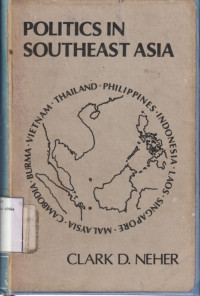 POLITICS IN
SOUTHEAST ASIA
CAMBODIA · BURMA · VIETNAM · THAILAND · PHILIPPINES · INDONESIA · LAOS · SINGAPORE · MALAYSIA ·
CLARK D. NEHER